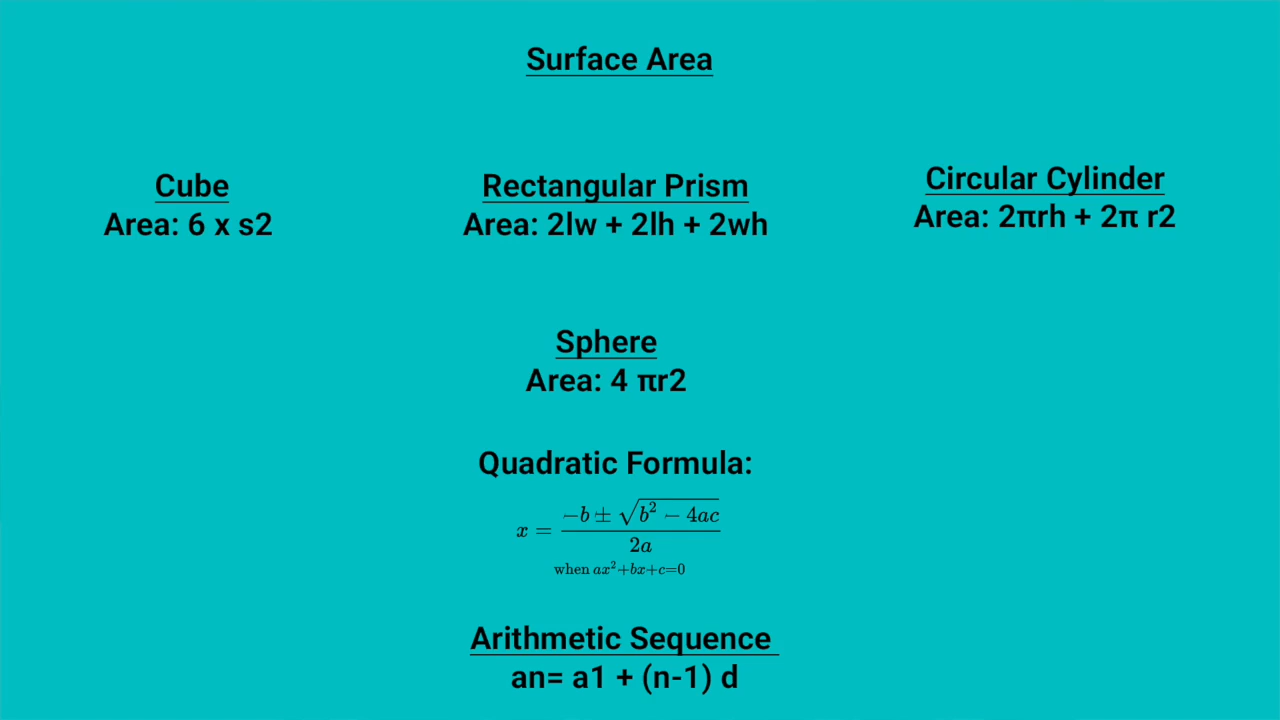 Surface Area
Cube
Area: 6 x s2
Rectangular Prism
Area: 2lw + 2lh + 2wh
Circular Cylinder
Area: 2πrh + 2π r2
Sphere
Area: 4 πr2
Quadratic Formula:
x = (−b ± √(b² − 4ac)) / 2a
when ax²+bx+c=0
Arithmetic Sequence
an= a1 + (n-1) d